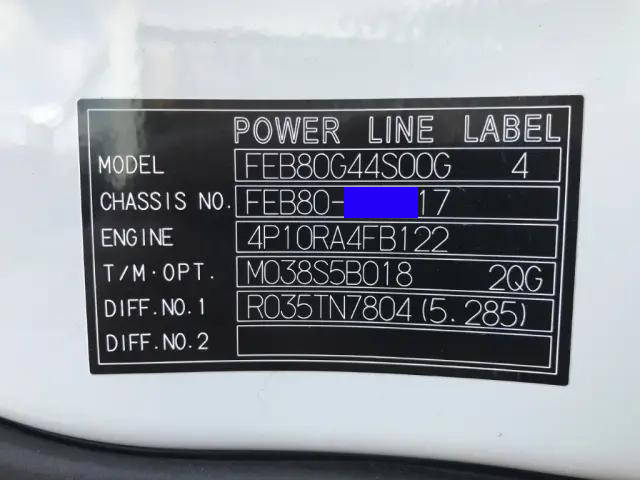 POWER LINE LABEL
MODEL FEB80G44S00G 4
CHASSIS NO. FEB80- 17
ENGINE 4P10RA4FB122
T/M·OPT. M038S5B018 2QG
DIFF.NO.1 R035TN7804(5.285)
DIFF.NO.2